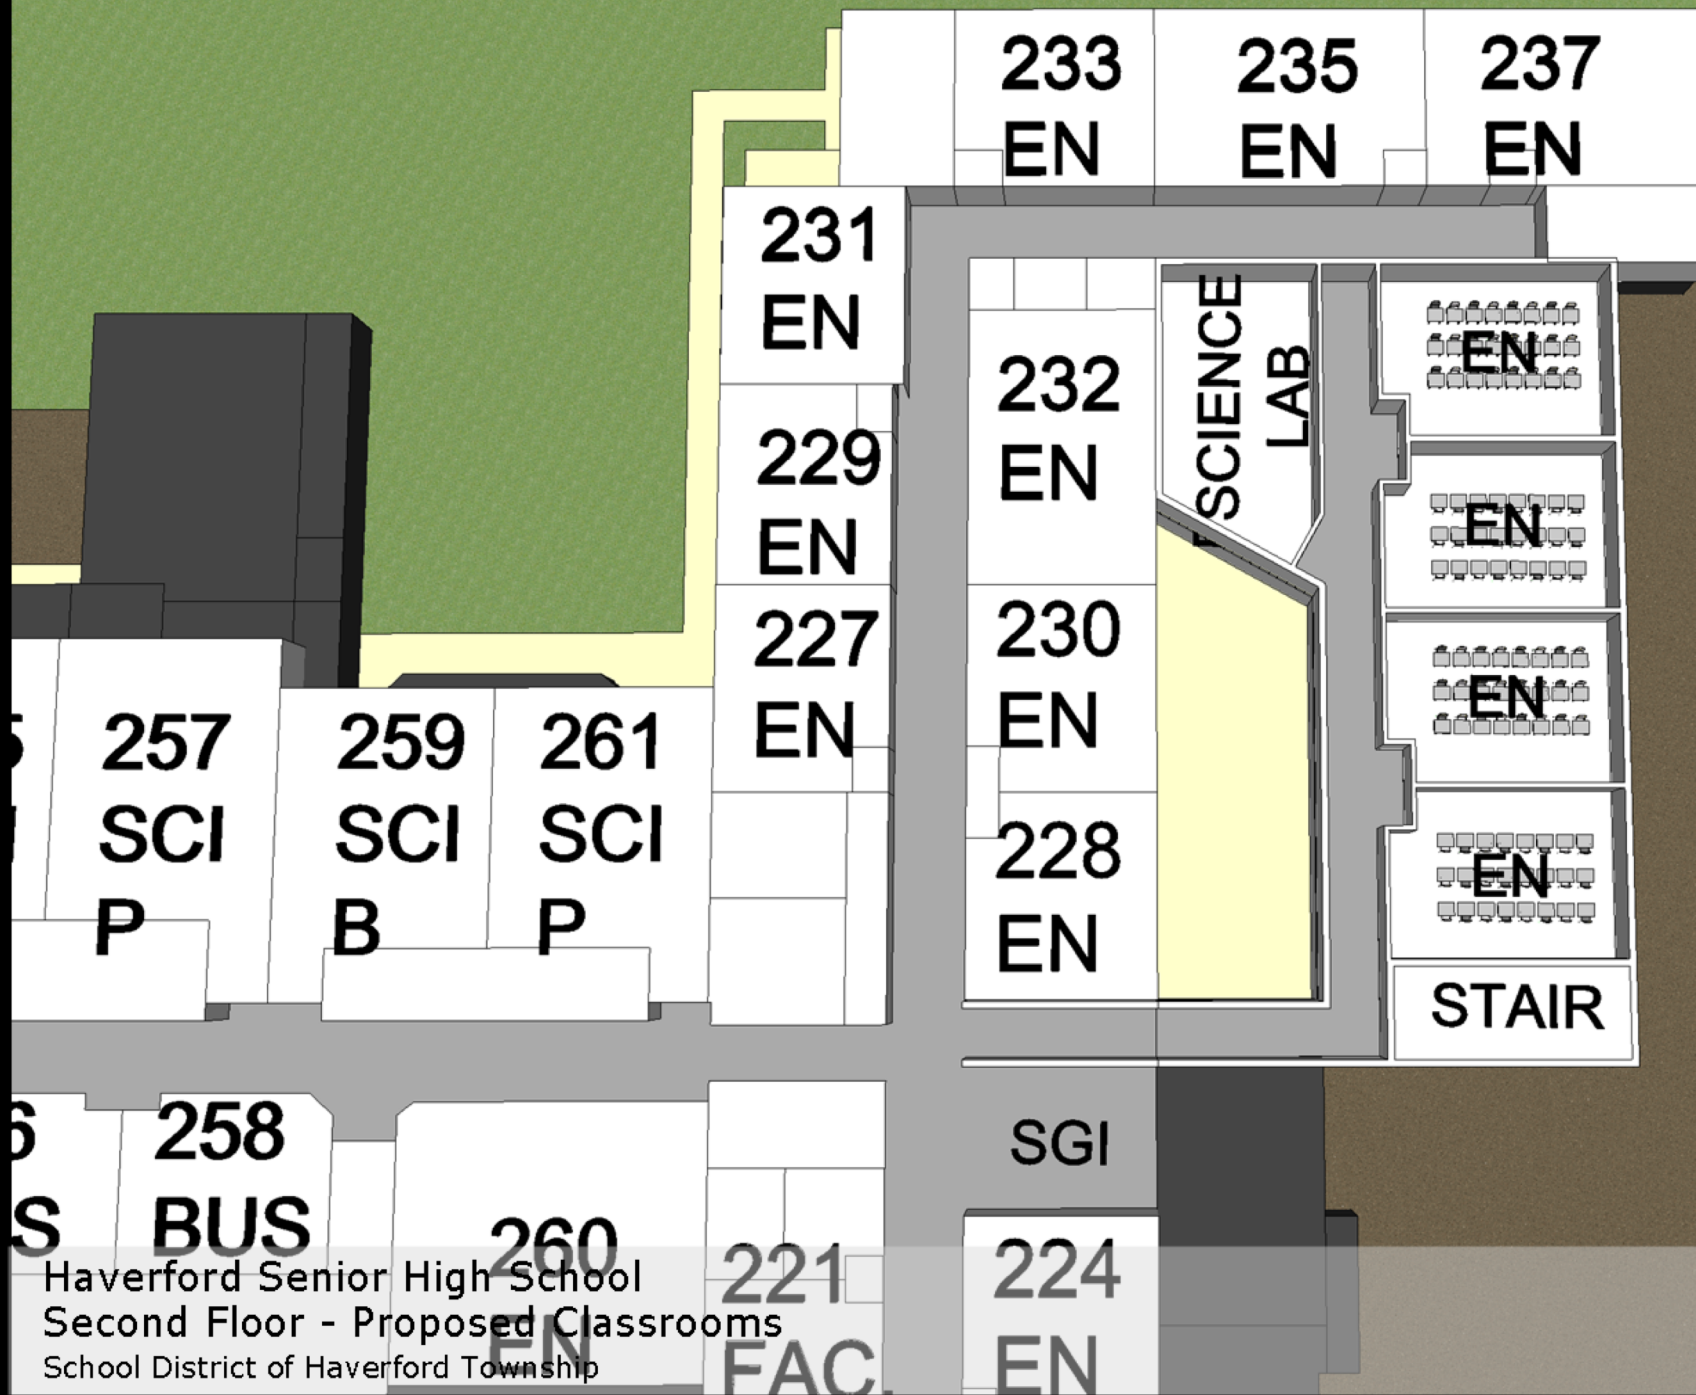 233
EN
235
EN
237
EN
231
EN
229
EN
227
EN
232
EN
230
EN
228
EN
SCIENCE
LAB
EN
EN
EN
EN
STAIR
257
SCI
P
259
SCI
B
261
SCI
P
SGI
258
BUS
260
EN
221
FAC.
224
EN
Haverford Senior High School
Second Floor - Proposed Classrooms
School District of Haverford Township